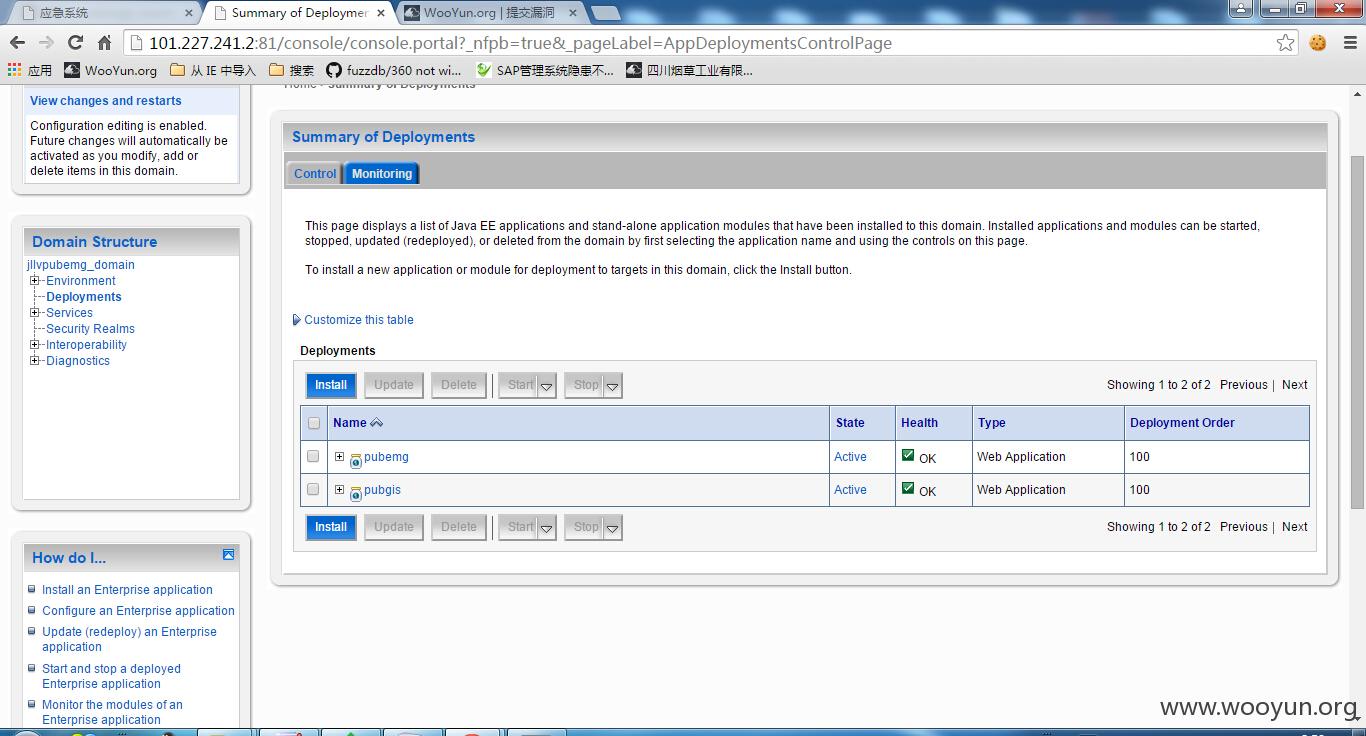 应急系统
Summary of Deploymer
WooYun.org | 提交漏洞
101.227.241.2:81/console/console.portal?_nfpb=true&_pageLabel=AppDeploymentsControlPage
应用
WooYun.org
从 IE 中导入
搜索
fuzzdb/360 not wi...
SAP管理系统隐患不...
四川烟草工业有限...
Home > Summary of Deployments
View changes and restarts
Configuration editing is enabled.
Future changes will automatically be
activated as you modify, add or
delete items in this domain.
Domain Structure
jllvpubemg_domain
Environment
Deployments
Services
Security Realms
Interoperability
Diagnostics
How do I...
Install an Enterprise application
Configure an Enterprise application
Update (redeploy) an Enterprise
application
Start and stop a deployed
Enterprise application
Monitor the modules of an
Enterprise application
Summary of Deployments
Control
Monitoring
This page displays a list of Java EE applications and stand-alone application modules that have been installed to this domain. Installed applications and modules can be started,
stopped, updated (redeployed), or deleted from the domain by first selecting the application name and using the controls on this page.
To install a new application or module for deployment to targets in this domain, click the Install button.
Customize this table
Deployments
Install Update Delete Start Stop Showing 1 to 2 of 2 Previous | Next
Name State Health Type Deployment Order
pubemg Active OK Web Application 100
pubgis Active OK Web Application 100
Install Update Delete Start Stop Showing 1 to 2 of 2 Previous | Next
www.wooyun.org